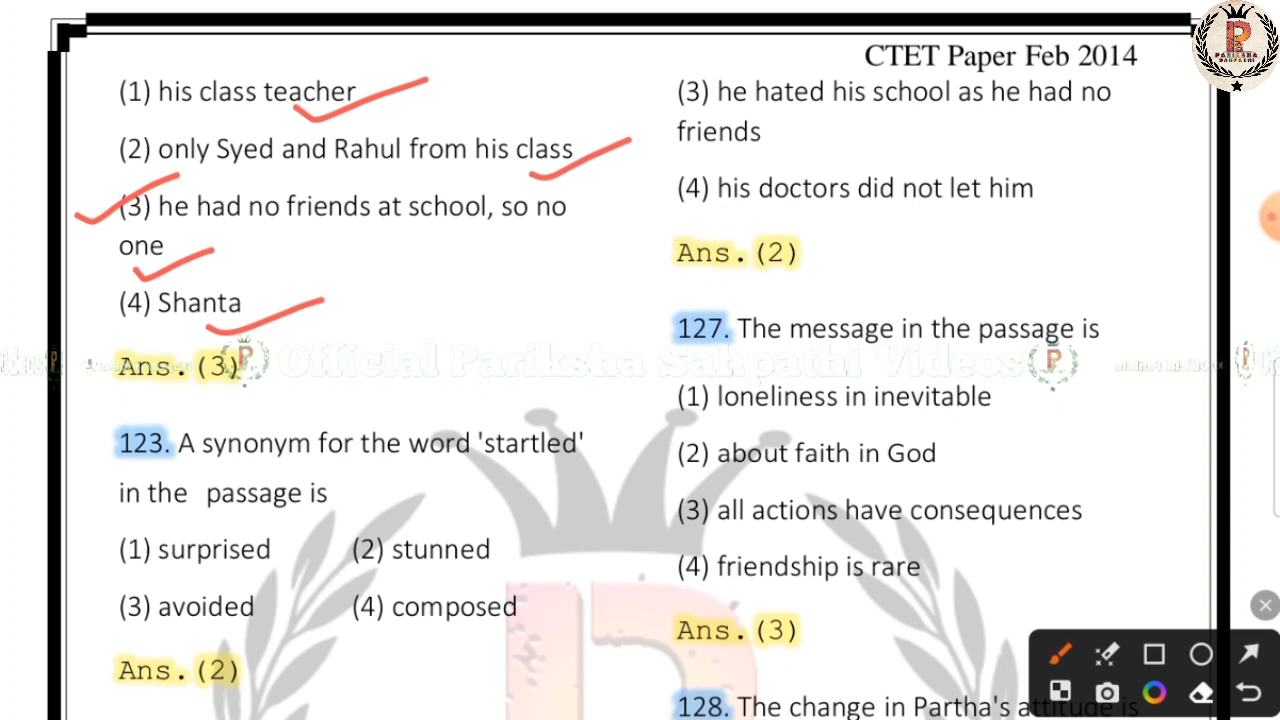 CTET Paper Feb 2014
(1) his class teacher
(2) only Syed and Rahul from his class
(3) he had no friends at school, so no
one
(4) Shanta
Ans.(3)
123. A synonym for the word 'startled'
in the passage is
(1) surprised (2) stunned
(3) avoided (4) composed
Ans.(2)
(3) he hated his school as he had no
friends
(4) his doctors did not let him
Ans.(2)
127. The message in the passage is
(1) loneliness in inevitable
(2) about faith in God
(3) all actions have consequences
(4) friendship is rare
Ans.(3)
128. The change in Partha's attitude is
Official Pariksha Sahpathi Videos
PARIKSHA
SAHPATHI